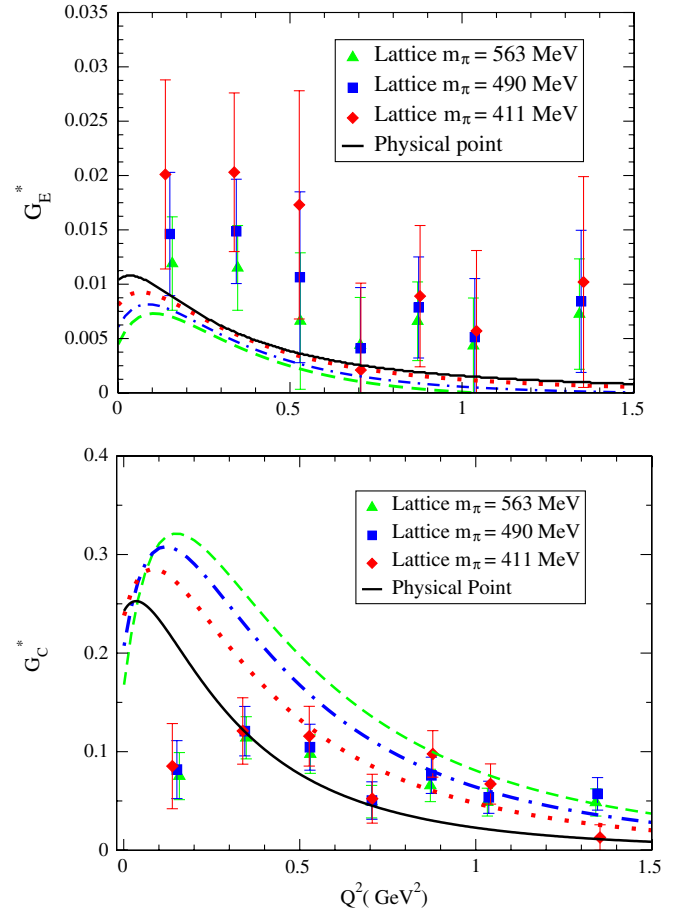 0.035
0.03
0.025
0.02
0.015
0.01
0.005
0
G_E^*
Lattice m_π = 563 MeV
Lattice m_π = 490 MeV
Lattice m_π = 411 MeV
Physical point
0 0.5 1 1.5
0.4
0.3
0.2
0.1
0
G_C^*
Lattice m_π = 563 MeV
Lattice m_π = 490 MeV
Lattice m_π = 411 MeV
Physical Point
0 0.5 1 1.5
Q^2( GeV^2)